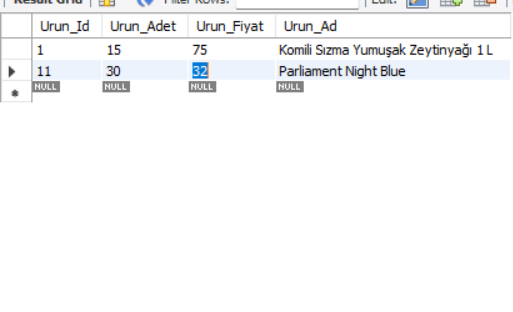 Result Grid Filter Rows: Edit:
Urun_Id Urun_Adet Urun_Fiyat Urun_Ad
1 15 75 Komili Sızma Yumuşak Zeytinyağı 1 L
11 30 32 Parliament Night Blue
NULL NULL NULL NULL